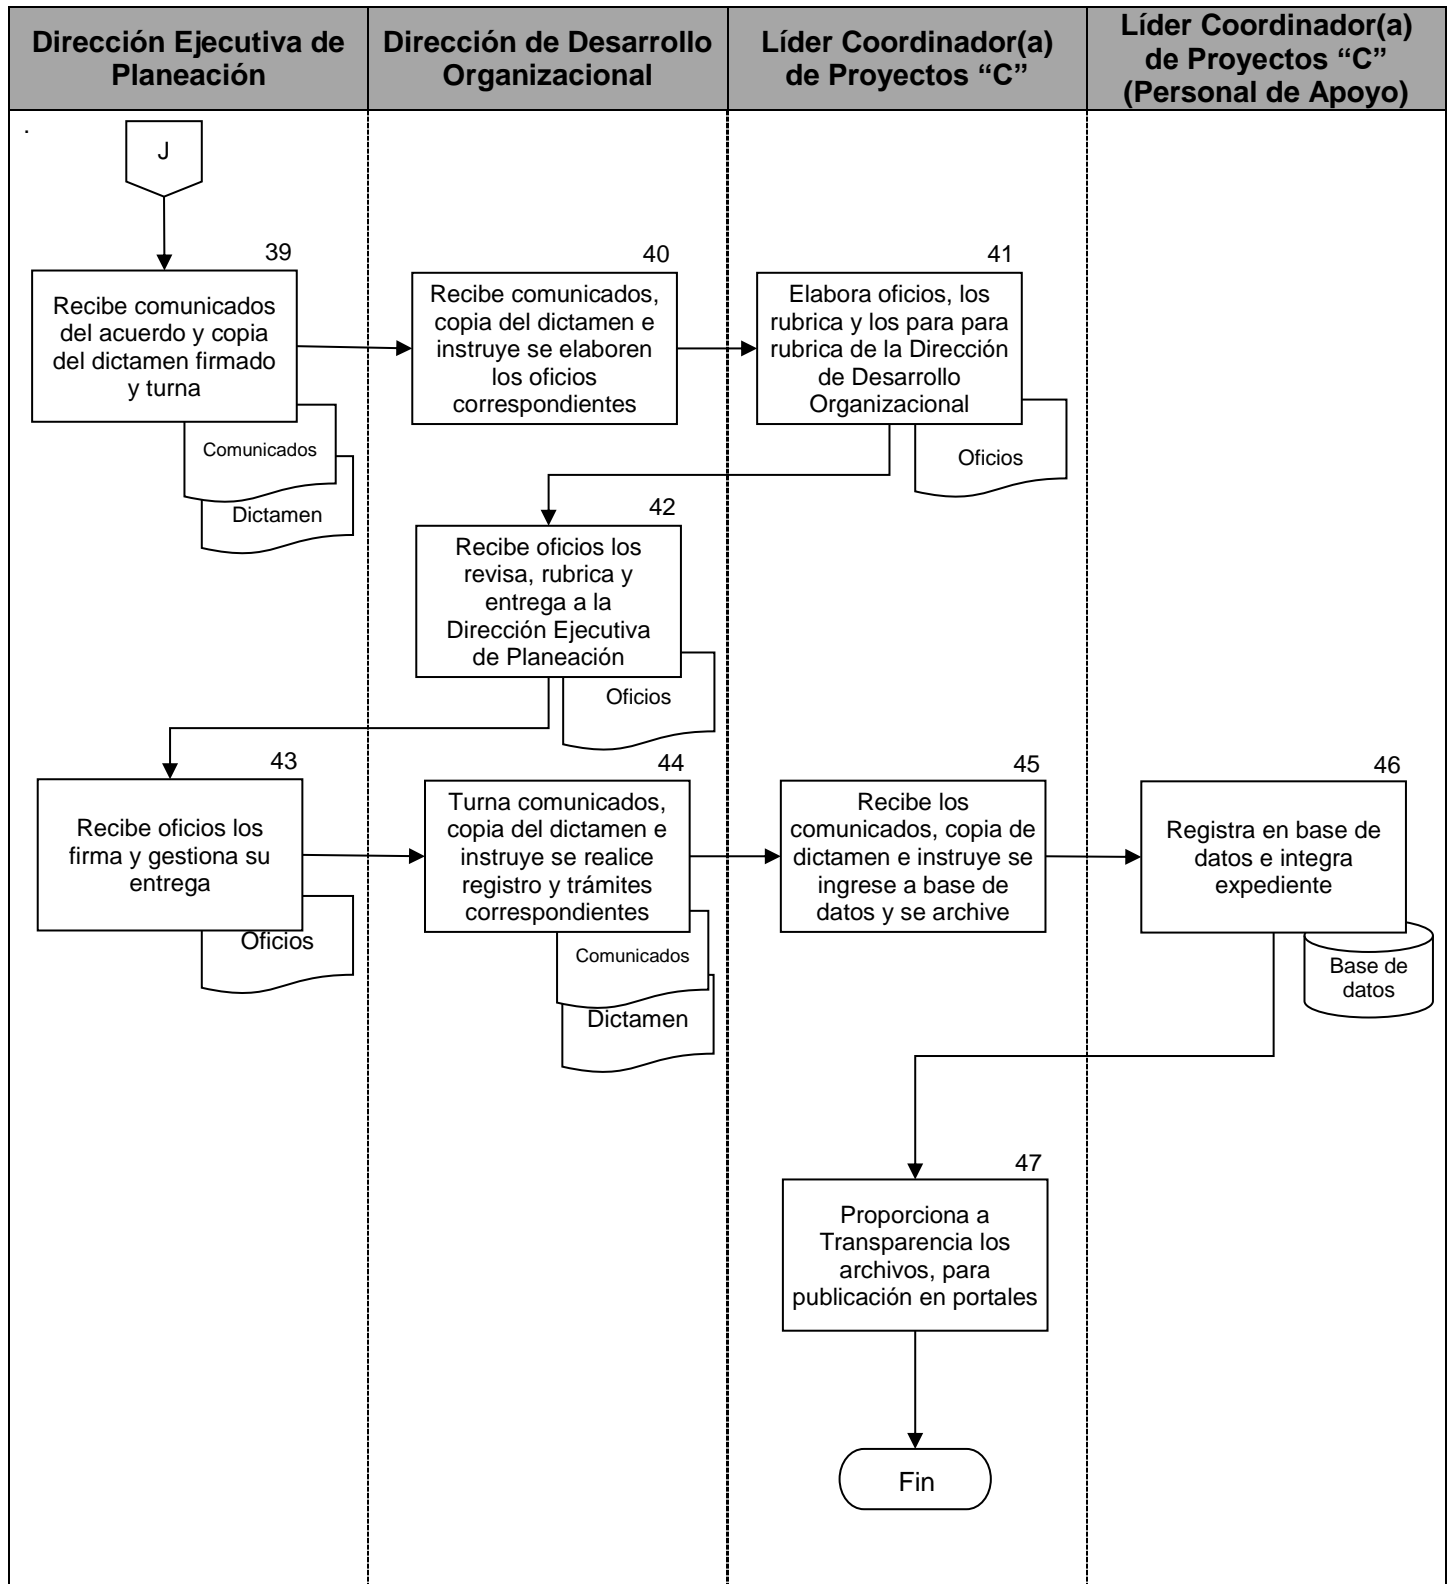 Dirección Ejecutiva de
Planeación
Dirección de Desarrollo
Organizacional
Líder Coordinador(a)
de Proyectos “C”
Líder Coordinador(a)
de Proyectos “C”
(Personal de Apoyo)
.
J
39
Recibe comunicados
del acuerdo y copia
del dictamen firmado
y turna
Comunicados
Dictamen
40
Recibe comunicados,
copia del dictamen e
instruye se elaboren
los oficios
correspondientes
41
Elabora oficios, los
rubrica y los para para
rubrica de la Dirección
de Desarrollo
Organizacional
Oficios
42
Recibe oficios los
revisa, rubrica y
entrega a la
Dirección Ejecutiva
de Planeación
Oficios
43
Recibe oficios los
firma y gestiona su
entrega
Oficios
44
Turna comunicados,
copia del dictamen e
instruye se realice
registro y trámites
correspondientes
Comunicados
Dictamen
45
Recibe los
comunicados, copia de
dictamen e instruye se
ingrese a base de
datos y se archive
46
Registra en base de
datos e integra
expediente
Base de
datos
47
Proporciona a
Transparencia los
archivos, para
publicación en portales
Fin